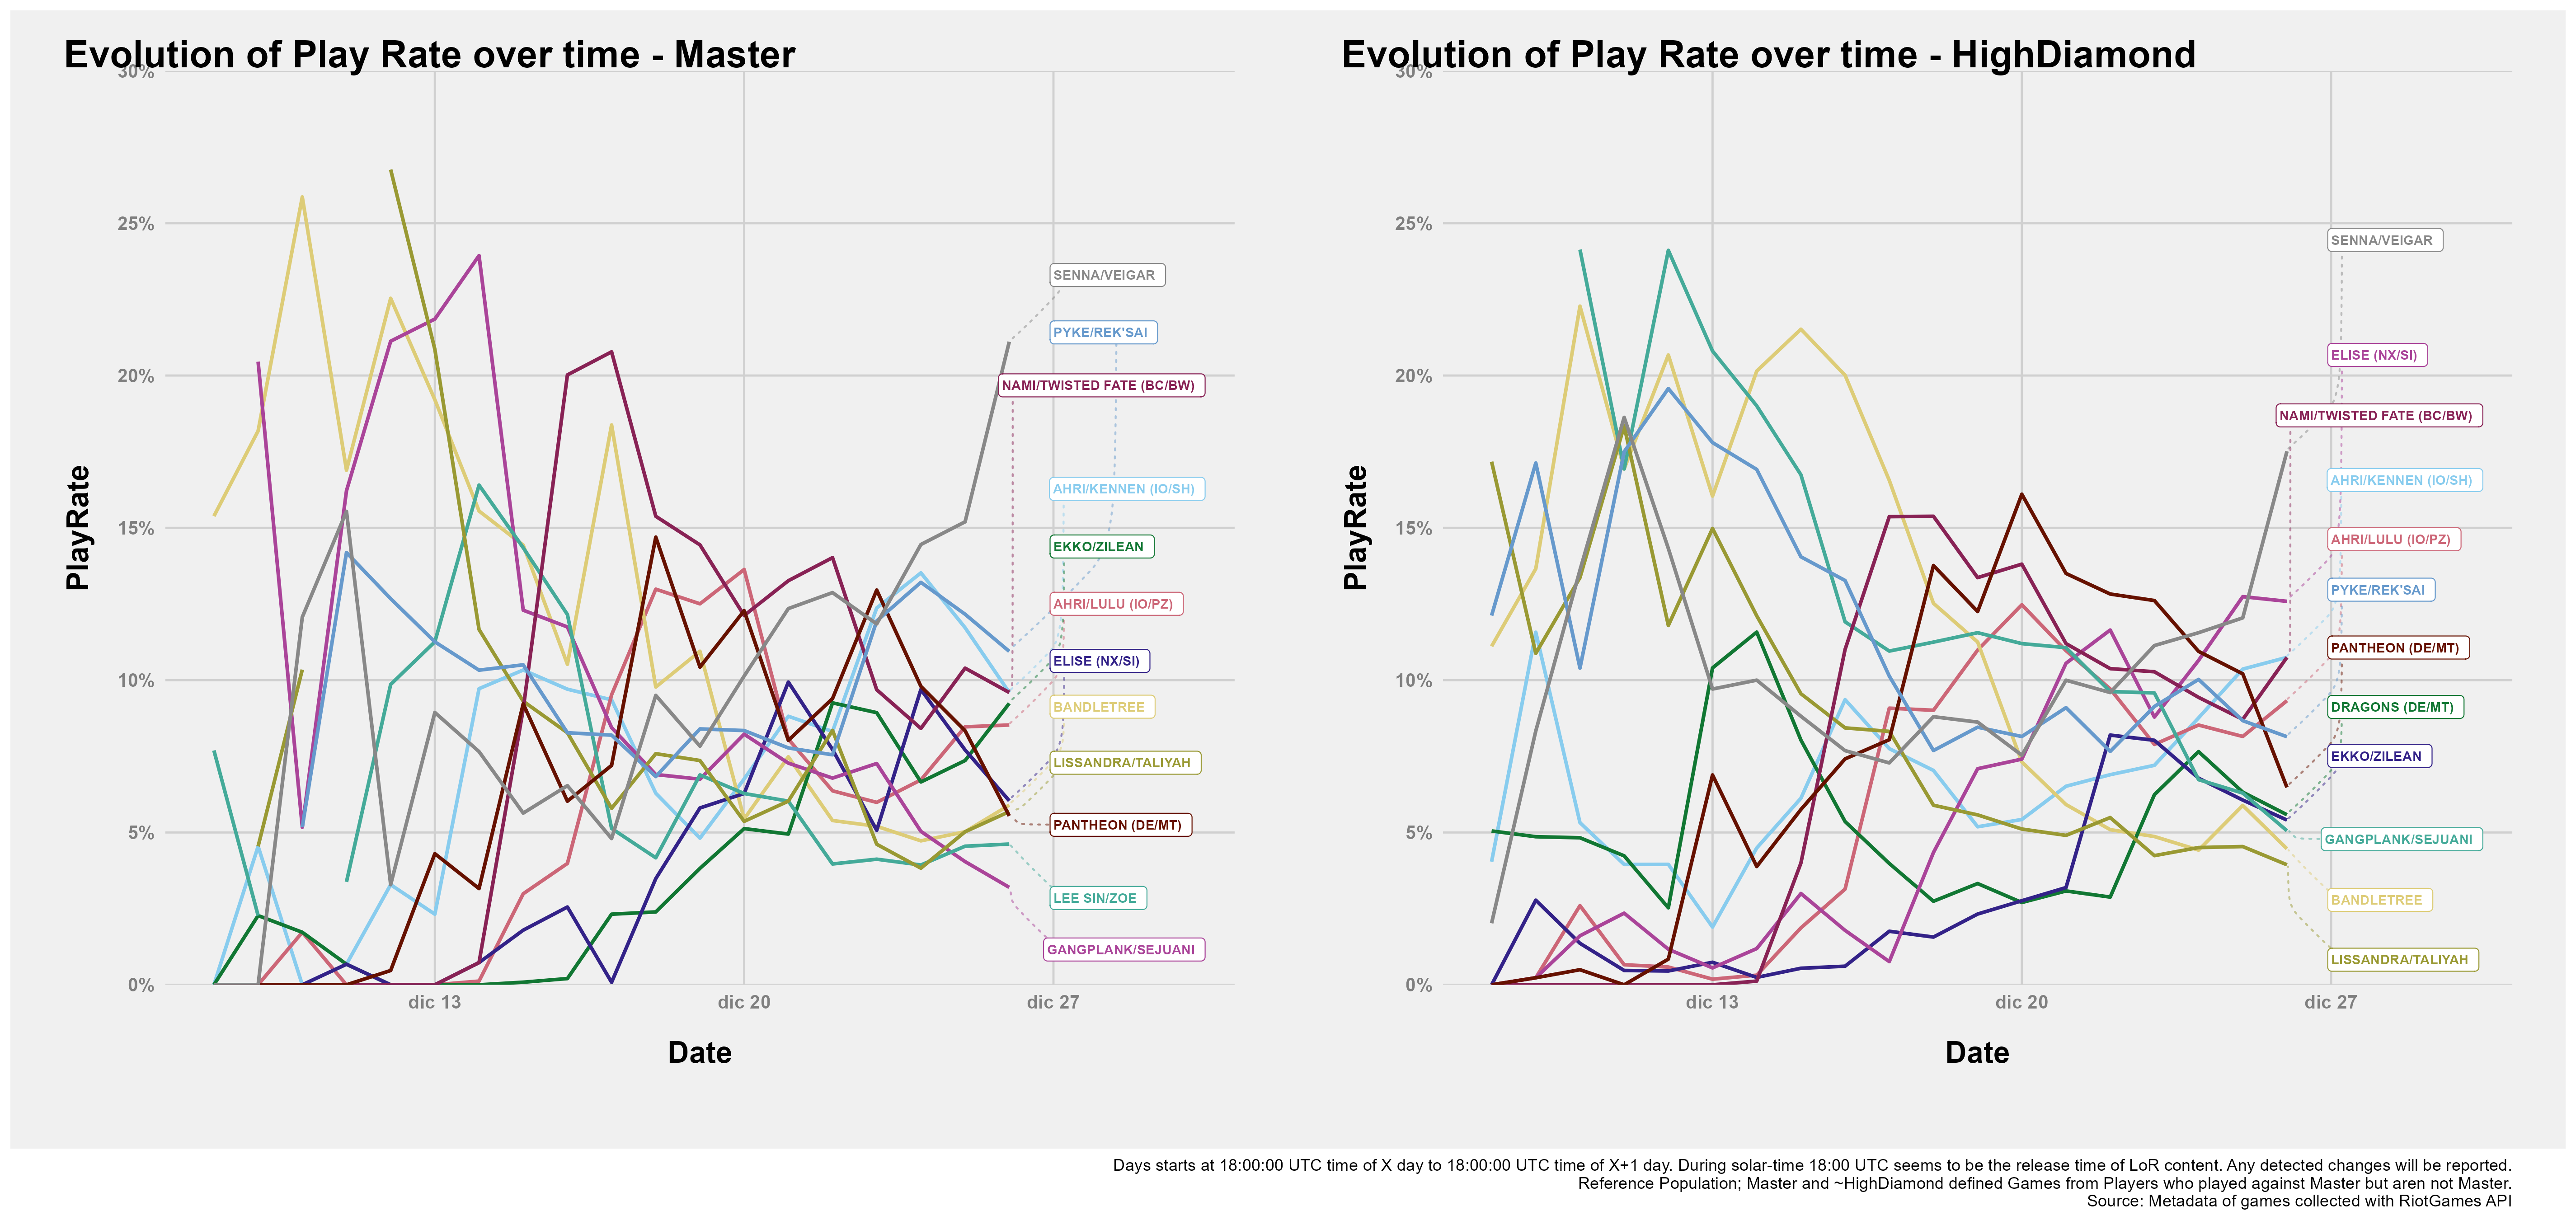 Evolution of Play Rate over time - Master
30%
25%
20%
15%
10%
5%
0%
PlayRate
dic 13
dic 20
dic 27
Date
SENNA/VEIGAR
PYKE/REK'SAI
NAMI/TWISTED FATE (BC/BW)
AHRI/KENNEN (IO/SH)
EKKO/ZILEAN
AHRI/LULU (IO/PZ)
ELISE (NX/SI)
BANDLETREE
LISSANDRA/TALIYAH
PANTHEON (DE/MT)
LEE SIN/ZOE
GANGPLANK/SEJUANI
Evolution of Play Rate over time - HighDiamond
30%
25%
20%
15%
10%
5%
0%
PlayRate
dic 13
dic 20
dic 27
Date
SENNA/VEIGAR
ELISE (NX/SI)
NAMI/TWISTED FATE (BC/BW)
AHRI/KENNEN (IO/SH)
AHRI/LULU (IO/PZ)
PYKE/REK'SAI
PANTHEON (DE/MT)
DRAGONS (DE/MT)
EKKO/ZILEAN
GANGPLANK/SEJUANI
BANDLETREE
LISSANDRA/TALIYAH
Days starts at 18:00:00 UTC time of X day to 18:00:00 UTC time of X+1 day. During solar-time 18:00 UTC seems to be the release time of LoR content. Any detected changes will be reported.
Reference Population; Master and ~HighDiamond defined Games from Players who played against Master but aren not Master.
Source: Metadata of games collected with RiotGames API